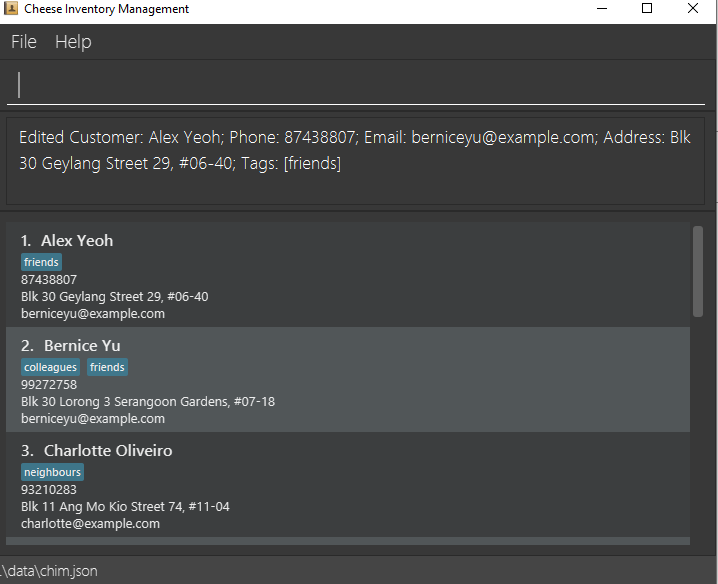 Cheese Inventory Management
File Help
Edited Customer: Alex Yeoh; Phone: 87438807; Email: berniceyu@example.com; Address: Blk
30 Geylang Street 29, #06-40; Tags: [friends]
1. Alex Yeoh
friends
87438807
Blk 30 Geylang Street 29, #06-40
berniceyu@example.com
2. Bernice Yu
colleagues friends
99272758
Blk 30 Lorong 3 Serangoon Gardens, #07-18
berniceyu@example.com
3. Charlotte Oliveiro
neighbours
93210283
Blk 11 Ang Mo Kio Street 74, #11-04
charlotte@example.com
.\data\chim.json